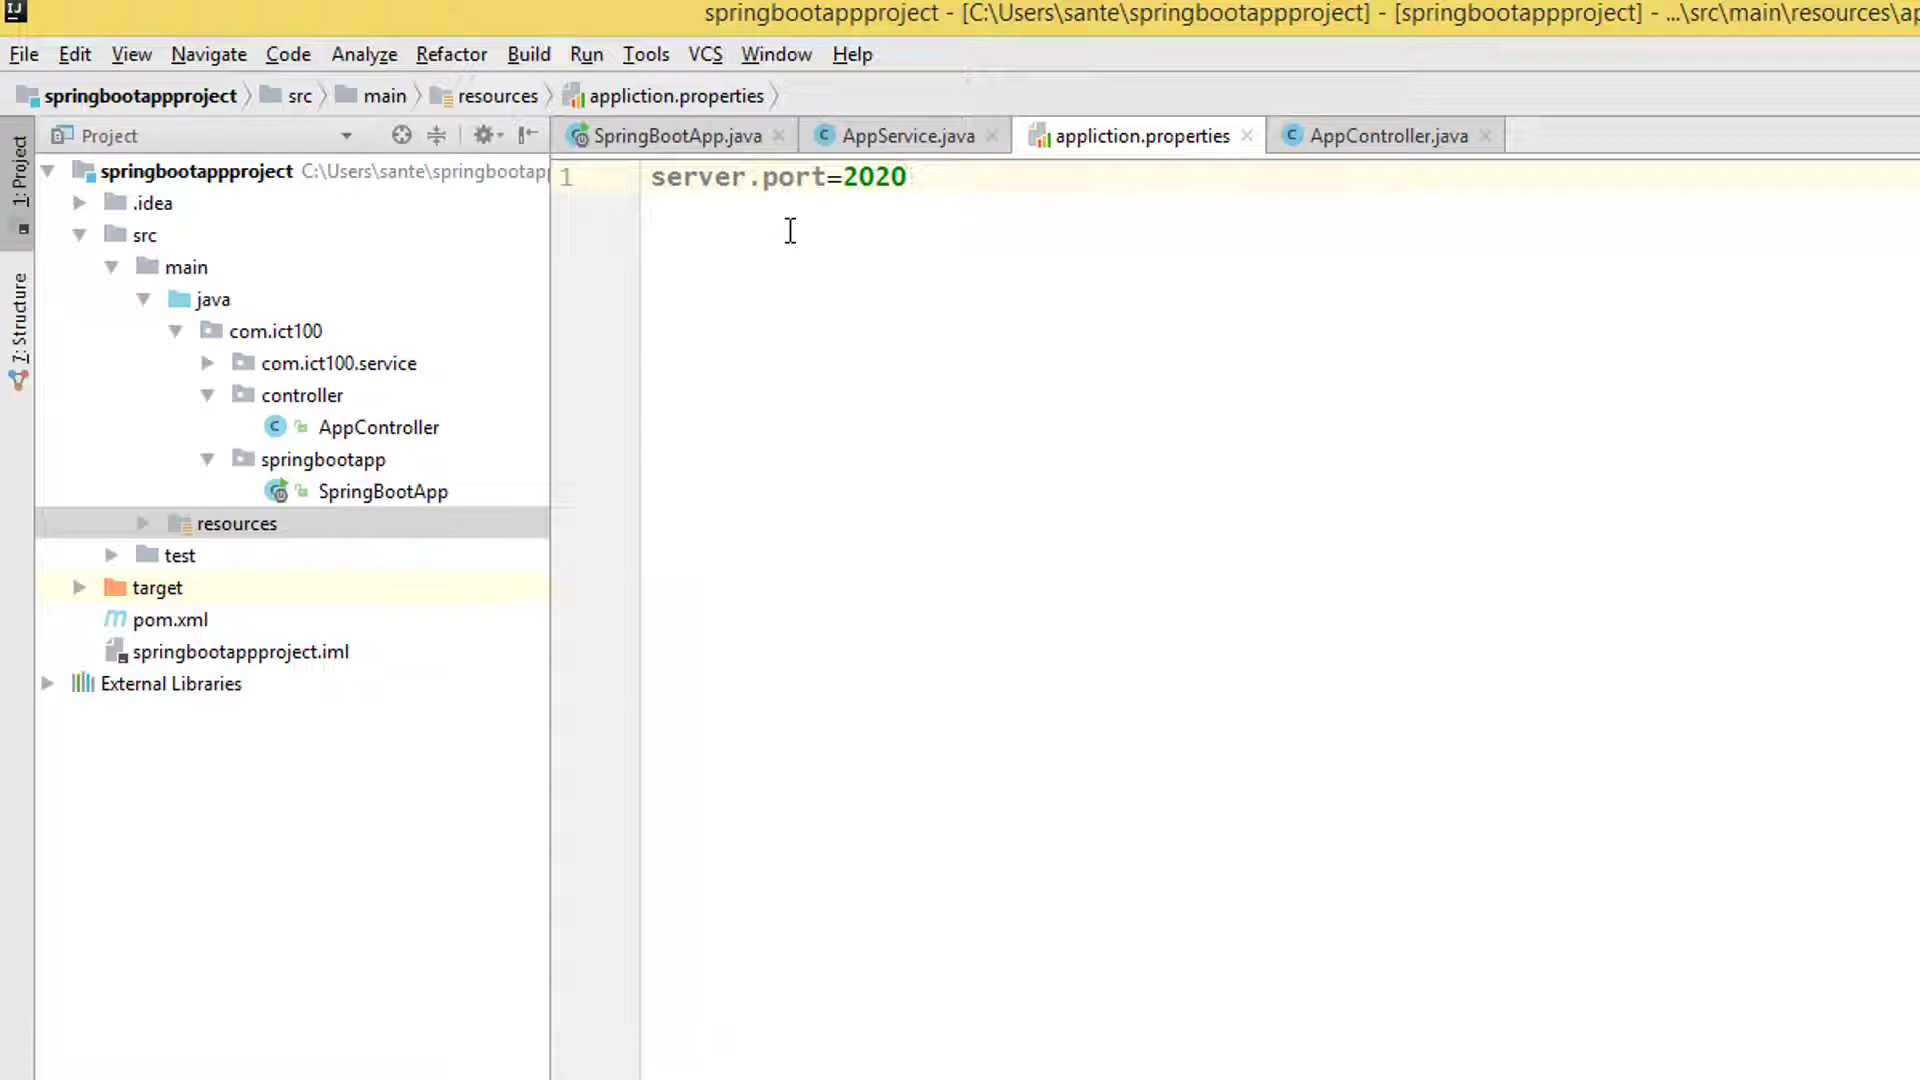 IJ
springbootappproject - [C:\Users\sante\springbootappproject] - [springbootappproject] - ...\src\main\resources\ap
File Edit View Navigate Code Analyze Refactor Build Run Tools VCS Window Help
springbootappproject src main resources appliction.properties
Project
SpringBootApp.java AppService.java appliction.properties AppController.java
1: Project
7: Structure
springbootappproject C:\Users\sante\springbootapp
.idea
src
main
java
com.ict100
com.ict100.service
controller
AppController
springbootapp
SpringBootApp
resources
test
target
pom.xml
springbootappproject.iml
External Libraries
1 server.port=2020